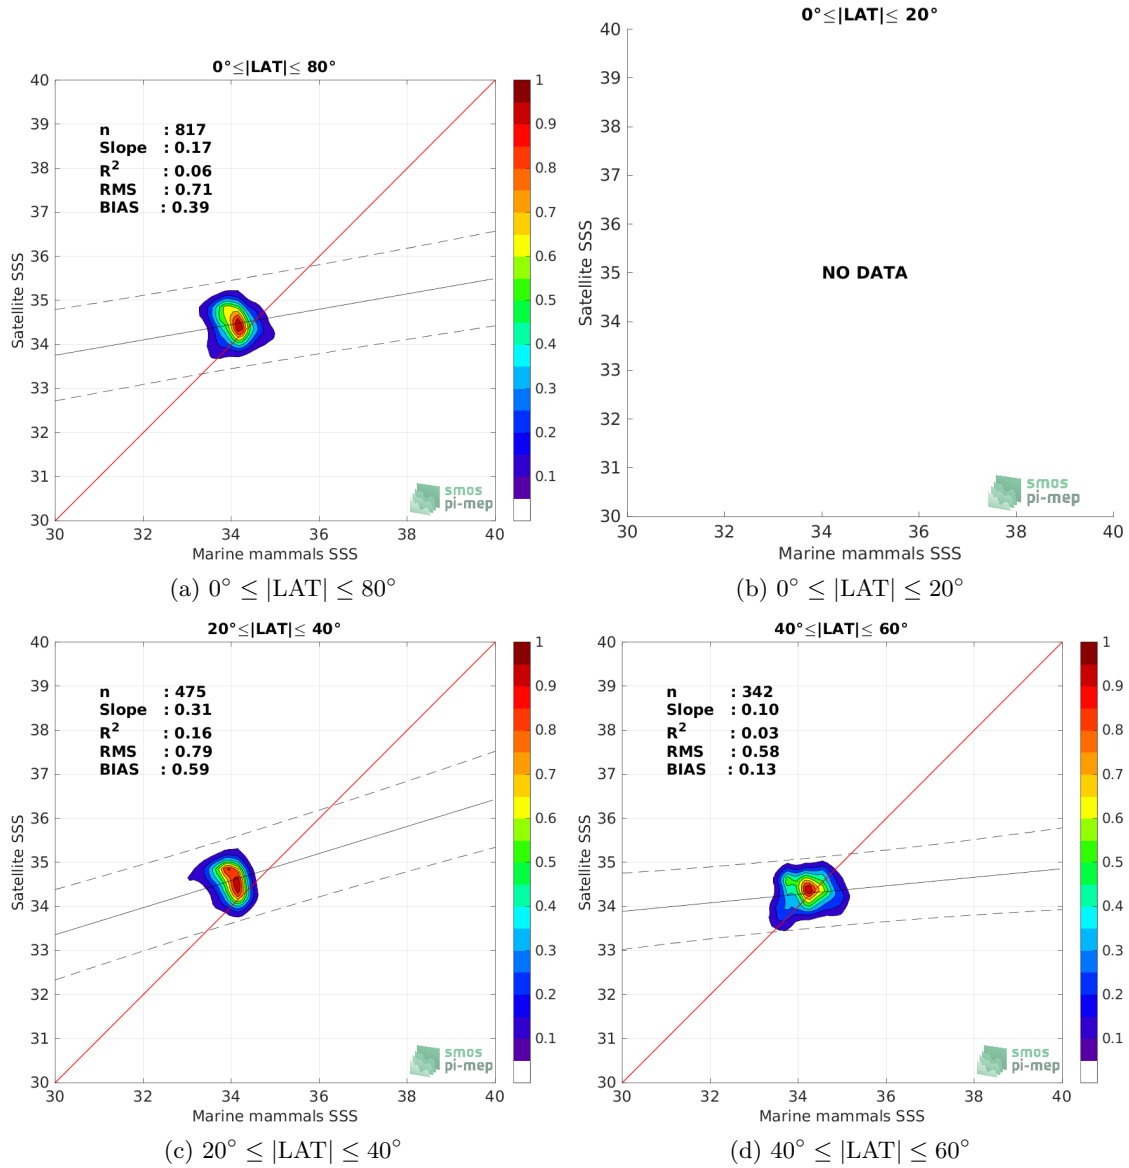 0°≤|LAT|≤ 80°
40
39
38
37
36
35
34
33
32
31
30
Satellite SSS
n : 817
Slope : 0.17
R² : 0.06
RMS : 0.71
BIAS : 0.39
smos
pi-mep
30 32 34 36 38 40
Marine mammals SSS
1
0.9
0.8
0.7
0.6
0.5
0.4
0.3
0.2
0.1
(a) 0° ≤ |LAT| ≤ 80°
0°≤|LAT|≤ 20°
40
39
38
37
36
35
34
33
32
31
30
Satellite SSS
NO DATA
smos
pi-mep
30 32 34 36 38 40
Marine mammals SSS
(b) 0° ≤ |LAT| ≤ 20°
20°≤|LAT|≤ 40°
40
39
38
37
36
35
34
33
32
31
30
Satellite SSS
n : 475
Slope : 0.31
R² : 0.16
RMS : 0.79
BIAS : 0.59
smos
pi-mep
30 32 34 36 38 40
Marine mammals SSS
1
0.9
0.8
0.7
0.6
0.5
0.4
0.3
0.2
0.1
(c) 20° ≤ |LAT| ≤ 40°
40°≤|LAT|≤ 60°
40
39
38
37
36
35
34
33
32
31
30
Satellite SSS
n : 342
Slope : 0.10
R² : 0.03
RMS : 0.58
BIAS : 0.13
smos
pi-mep
30 32 34 36 38 40
Marine mammals SSS
1
0.9
0.8
0.7
0.6
0.5
0.4
0.3
0.2
0.1
(d) 40° ≤ |LAT| ≤ 60°